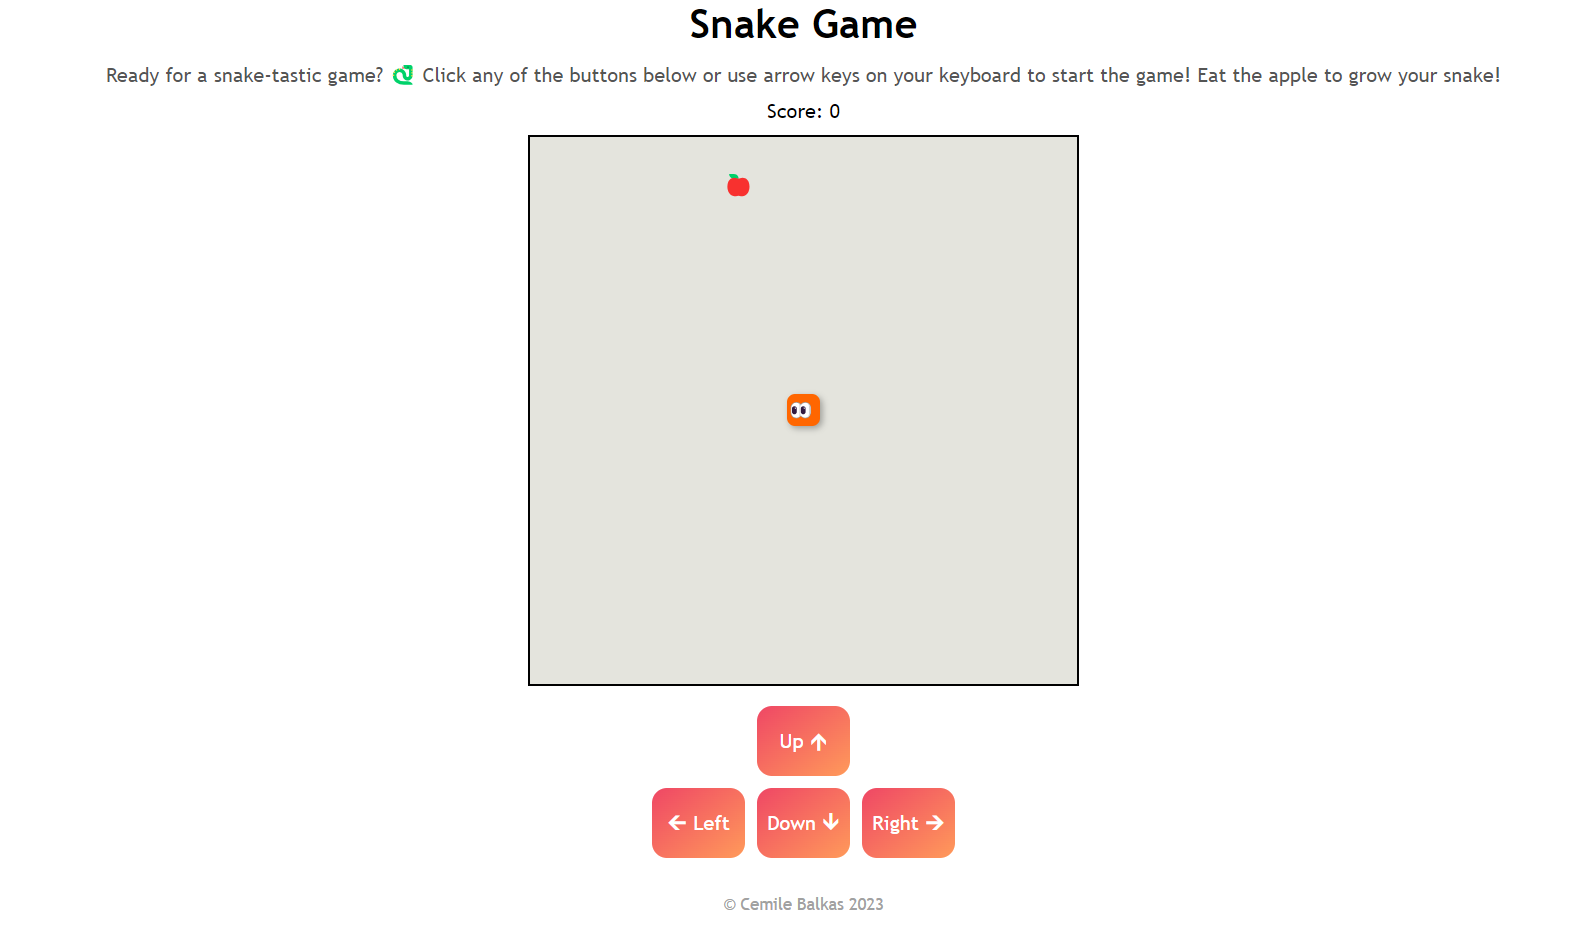 Snake Game
Ready for a snake-tastic game? Click any of the buttons below or use arrow keys on your keyboard to start the game! Eat the apple to grow your snake!
Score: 0
Up ↑
← Left Down ↓ Right →
© Cemile Balkas 2023